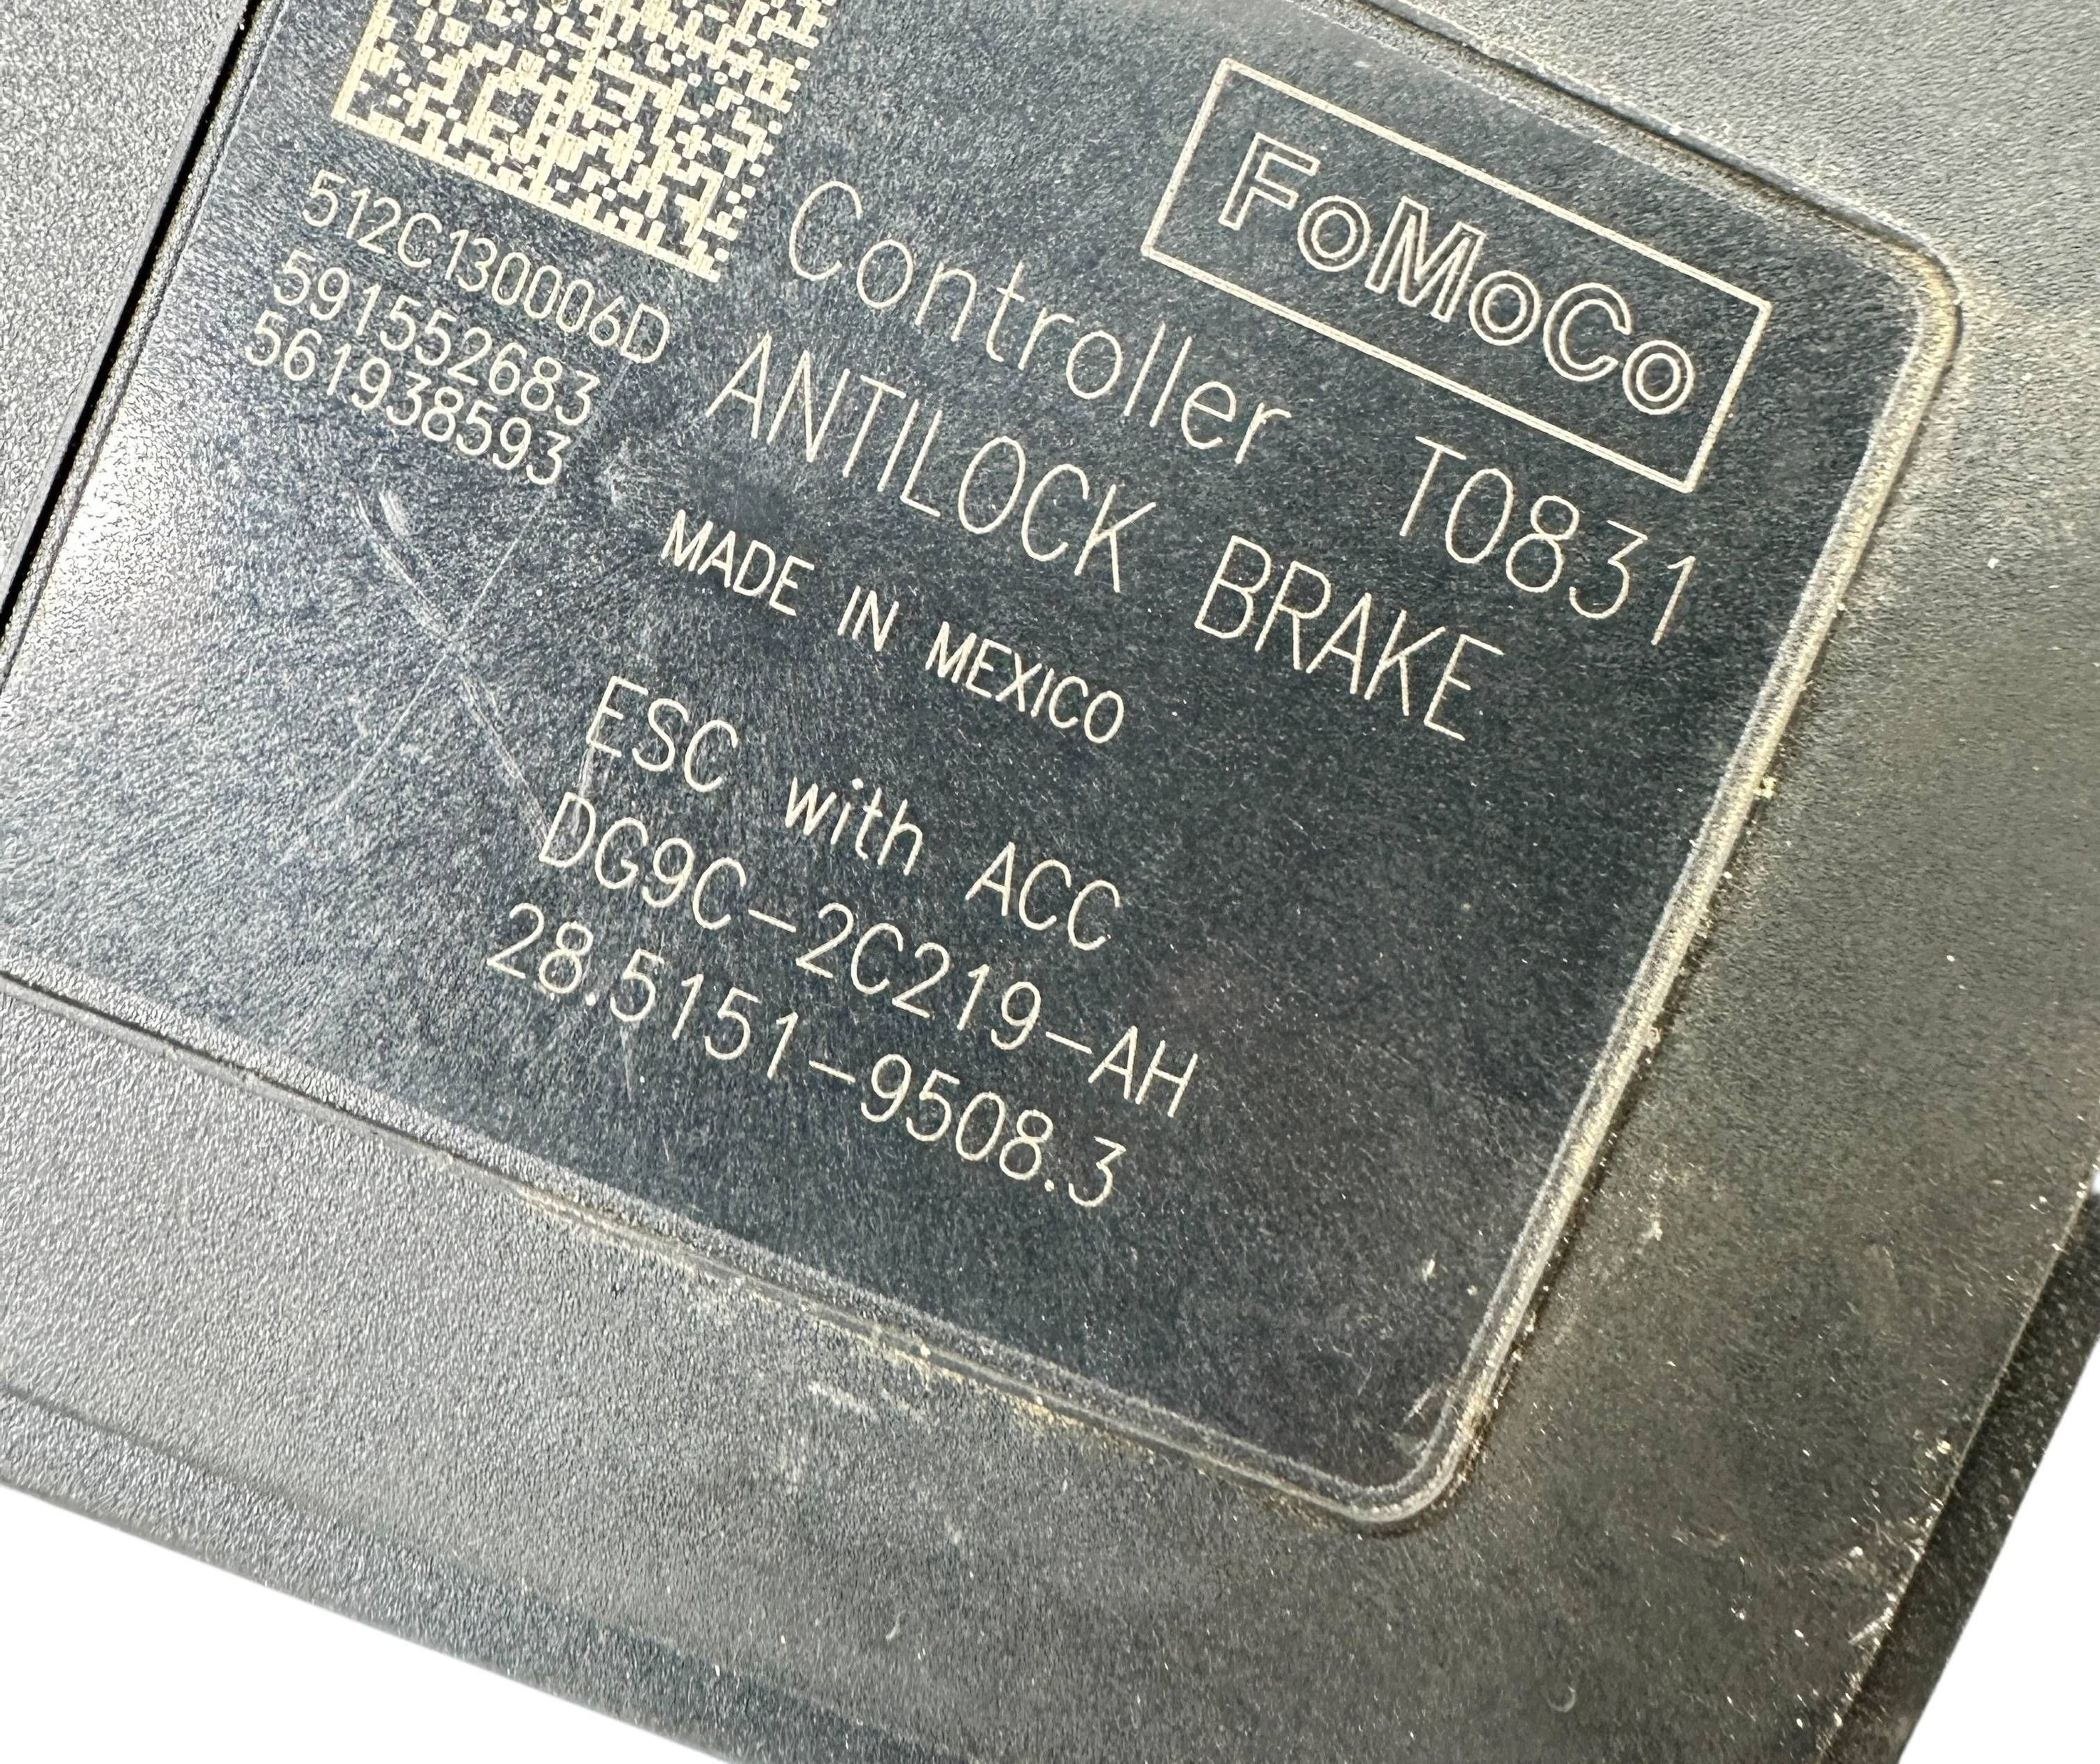 FoMoCo
512C130006D
591552683
561938593
Controller T0831
ANTILOCK BRAKE
MADE IN MEXICO
ESC with ACC
DG9C-2C219-AH
28.5151-9508.3